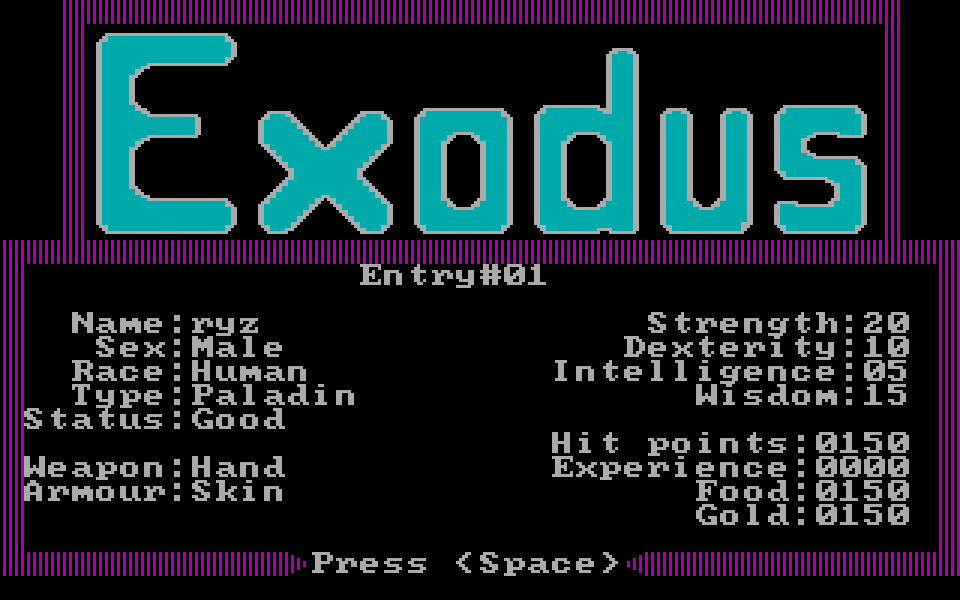 Exodus
Entry#01
Name:ryz
Strength:20
Sex:Male
Dexterity:10
Race:Human
Intelligence:05
Type:Paladin
Wisdom:15
Status:Good
Hit points:0150
Weapon:Hand
Experience:0000
Armour:Skin
Food:0150
Gold:0150
Press (Space)